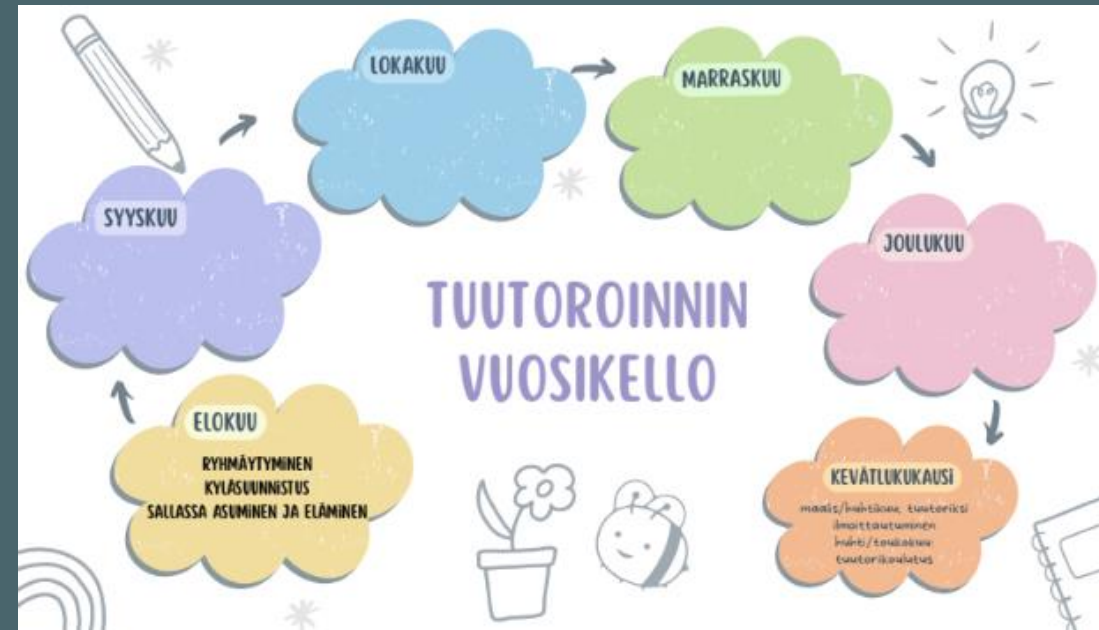 TUUTOROINNIN
VUOSIKELLO
ELOKUU
RYHMÄYTYMINEN
KYLÄSUUNNISTUS
SALLASSA ASUMINEN JA ELÄMINEN
SYYSKUU
LOKAKUU
MARRASKUU
JOULUKUU
KEVÄTLUKUKAUSI
maalis/huhtikuu, tuutoriksi
ilmoittautuminen
huhti/toukokuu
tuutorikoulutus